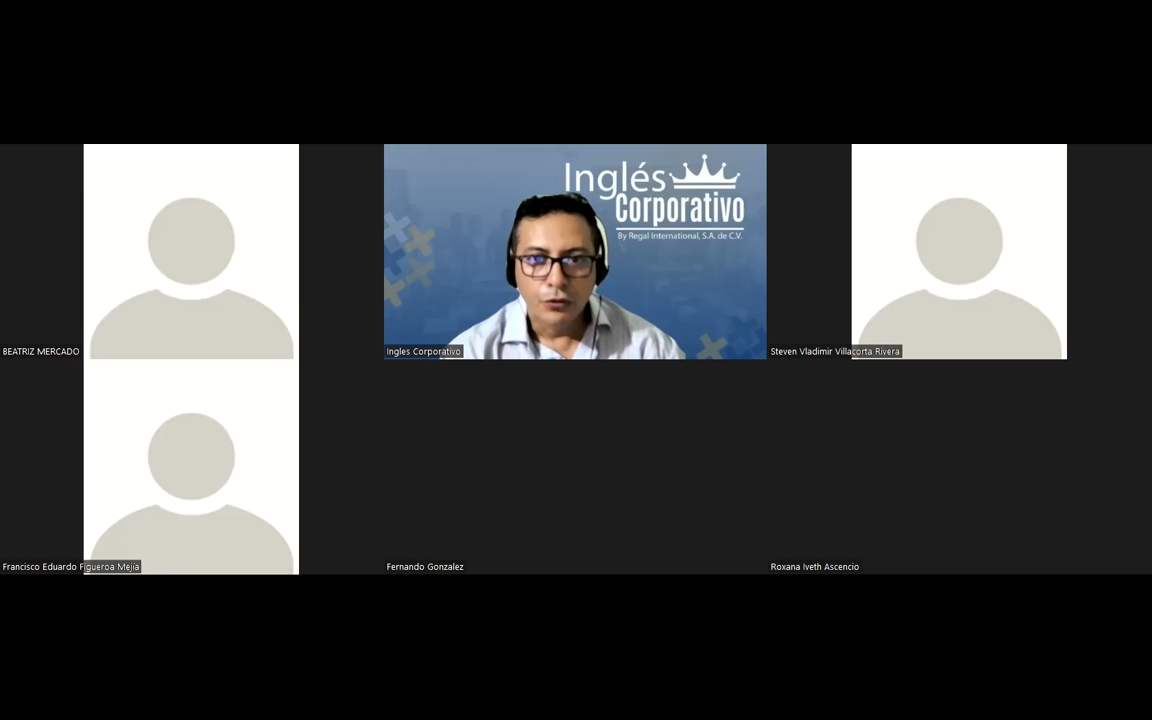 Inglés
Corporativo
By Regal International, S.A. de C.V.
BEATRIZ MERCADO
Ingles Corporativo
Steven Vladimir Villacorta Rivera
Francisco Eduardo Figueroa Mejía
Fernando Gonzalez
Roxana Iveth Ascencio